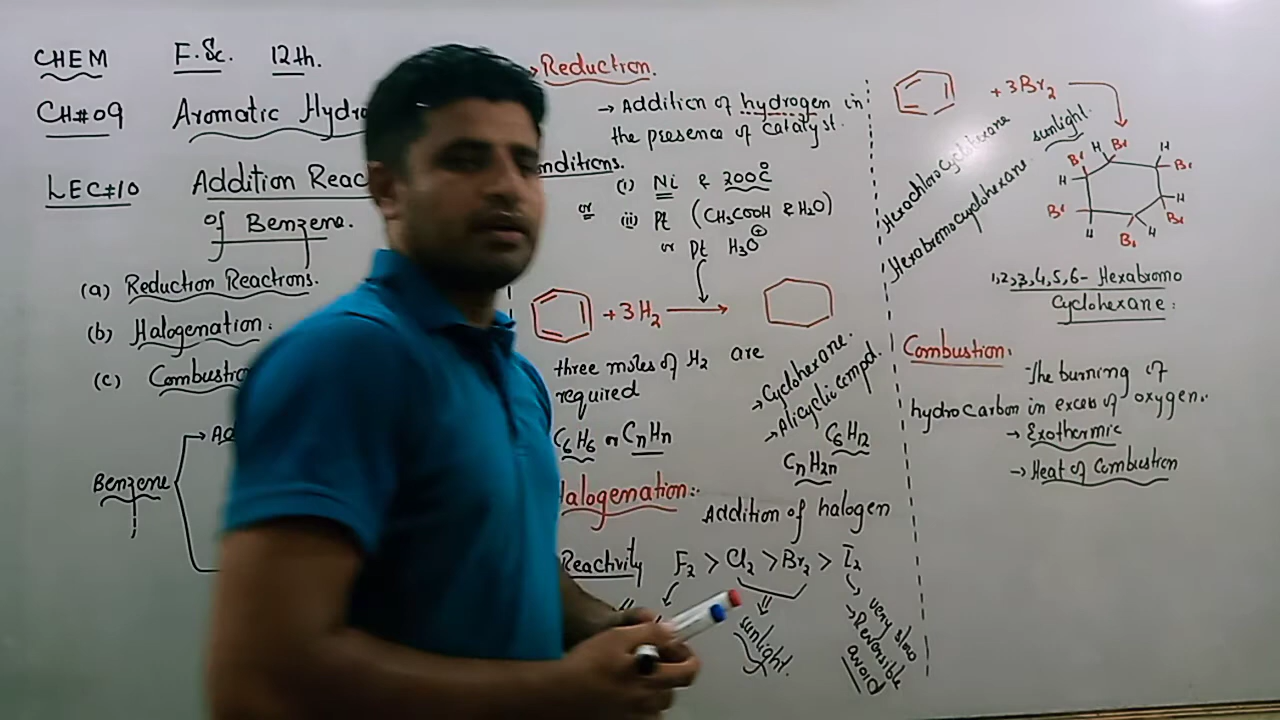 CHEM F.Sc. 12th.
CH#09 Aromatic Hydro
LEC#10 Addition Reac
of Benzene.
(a) Reduction Reactions.
(b) Halogenation.
(c) Combustio
Benzene
Reduction.
→ Addition of hydrogen in
the presence of catalyst.
onditions.
(i) Ni & 200°C
or (ii) Pt (CH3COOH & H2O)
or Pt H3O⊕
+ 3H2 →
three moles of H2 are
required
→ Cyclohexane.
→ Alicyclic Compd.
C6H6 or CnHn
C6H12
CnH2n
Halogenation:.
Addition of halogen
Reactivity F2 > Cl2 > Br2 > I2
sunlight.
very slow
→ Reversible
avoid
+ 3Br2
sunlight.
Hexachlorocyclohexane
Hexabromocyclohexane
H Br H
Br Br
H H
Br Br
H Br H
1,2,3,4,5,6- Hexabromo
Cyclohexane:
Combustion.
The burning of
hydrocarbon in exces of oxygen.
→ Exothermic
→ Heat of Combustion